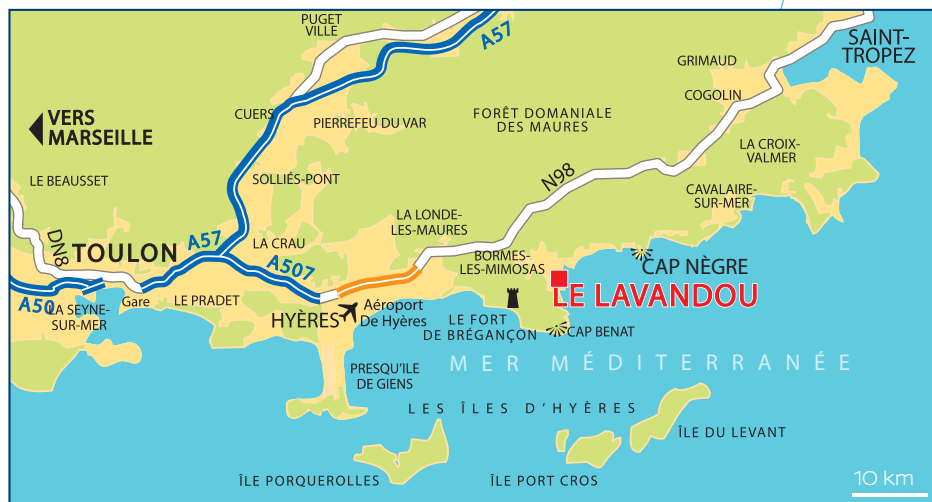 PUGET
VILLE
A57
SAINT-
TROPEZ
GRIMAUD
COGOLIN
CUERS
PIERREFEU DU VAR
FORÊT DOMANIALE
DES MAURES
VERS
MARSEILLE
LA CROIX-
VALMER
LE BEAUSSET
SOLLIÉS-PONT
N98
CAVALAIRE-
SUR-MER
LA LONDE-
LES-MAURES
DN8
TOULON
A57
LA CRAU
A507
BORMES-
LES-MIMOSAS
CAP NÈGRE
LE LAVANDOU
A50
LA SEYNE-
SUR-MER
Gare
LE PRADET
HYÈRES
Aéroport
De Hyères
LE FORT
DE BRÉGANÇON
CAP BENAT
MER MÉDITERRANÉE
PRESQU'ILE
DE GIENS
LES ÎLES D'HYÈRES
ÎLE DU LEVANT
ÎLE PORQUEROLLES
ÎLE PORT CROS
10 km